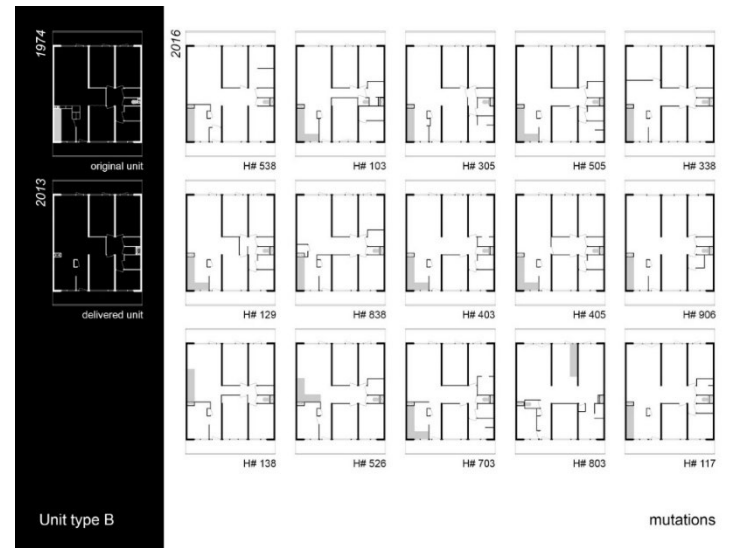 1974
original unit
2013
delivered unit
Unit type B
2016
H# 538
H# 103
H# 305
H# 505
H# 338
H# 129
H# 838
H# 403
H# 405
H# 906
H# 138
H# 526
H# 703
H# 803
H# 117
mutations